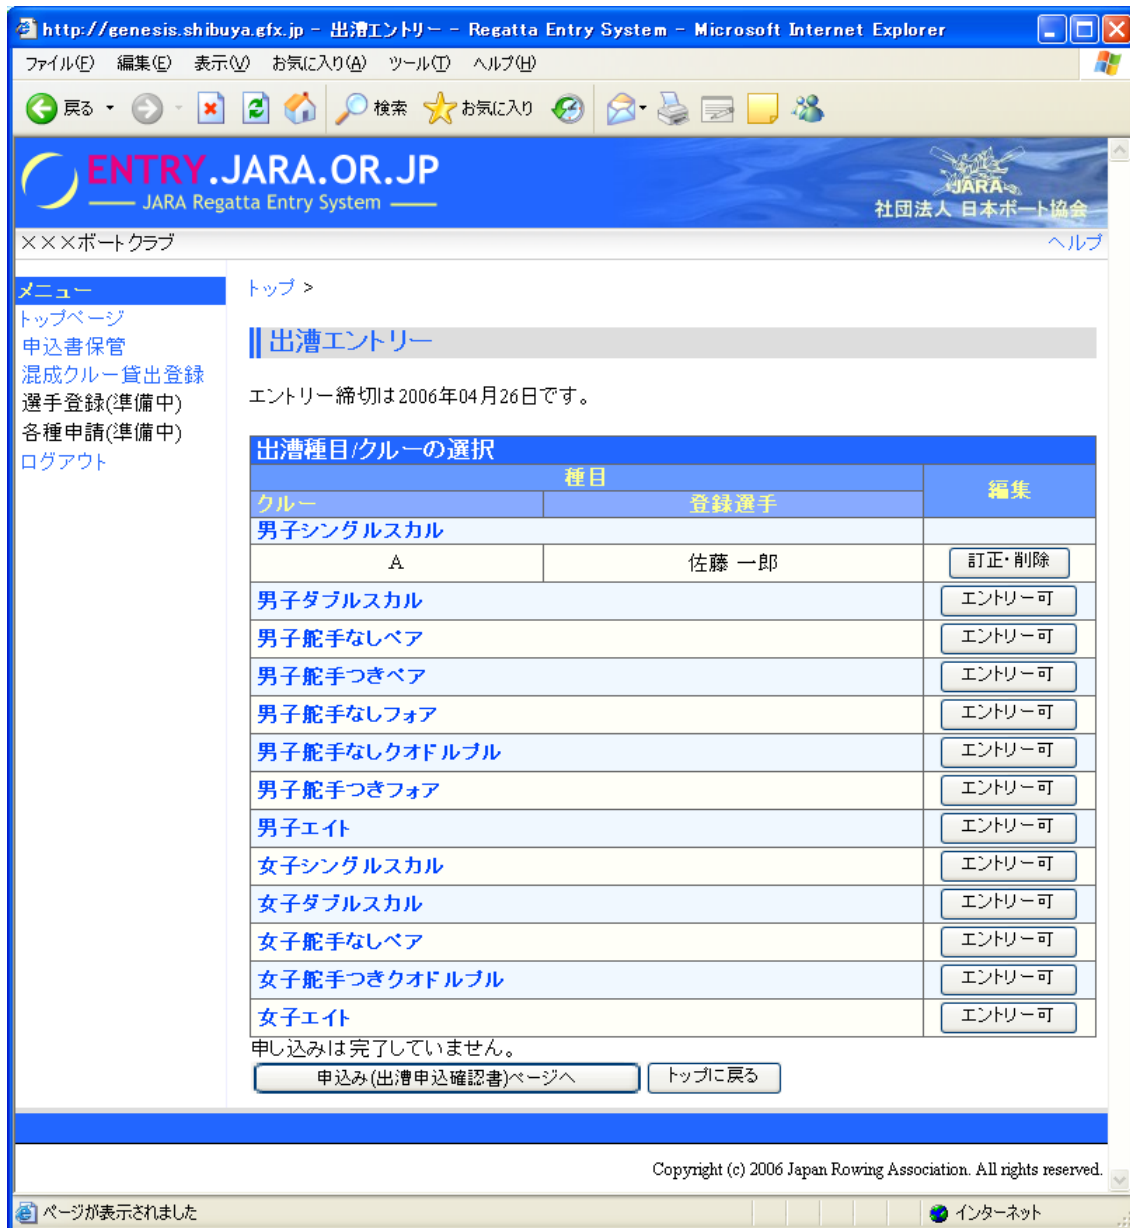 http://genesis.shibuya.gfx.jp - 出漕エントリー - Regatta Entry System - Microsoft Internet Explorer
ファイル(F) 編集(E) 表示(V) お気に入り(A) ツール(T) ヘルプ(H)
戻る 検索 お気に入り
ENTRY.JARA.OR.JP
JARA Regatta Entry System
JARA
社団法人 日本ボート協会
×××ボートクラブ ヘルプ
メニュー
トップページ
申込書保管
混成クルー貸出登録
選手登録(準備中)
各種申請(準備中)
ログアウト
トップ >
出漕エントリー
エントリー締切は2006年04月26日です。
出漕種目/クルーの選択
種目 編集
クルー 登録選手
男子シングルスカル
A 佐藤 一郎 訂正・削除
男子ダブルスカル エントリー可
男子舵手なしペア エントリー可
男子舵手つきペア エントリー可
男子舵手なしフォア エントリー可
男子舵手なしクオドルプル エントリー可
男子舵手つきフォア エントリー可
男子エイト エントリー可
女子シングルスカル エントリー可
女子ダブルスカル エントリー可
女子舵手なしペア エントリー可
女子舵手つきクオドルプル エントリー可
女子エイト エントリー可
申し込みは完了していません。
申込み(出漕申込確認書)ページへ トップに戻る
Copyright (c) 2006 Japan Rowing Association. All rights reserved.
ページが表示されました インターネット